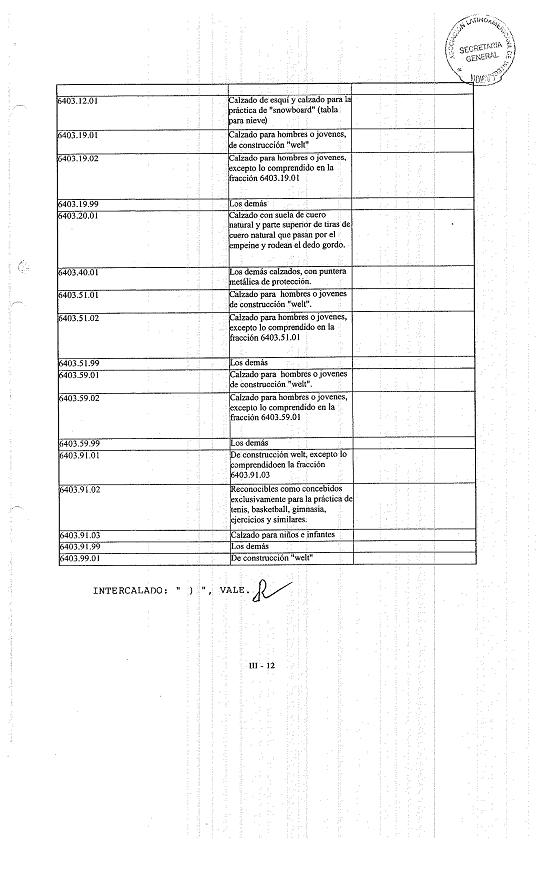 ASOCIACION LATINOAMERICANA DE
SECRETARIA
GENERAL
6403.12.01 Calzado de esquí y calzado para la
práctica de "snowboard" (tabla
para nieve)
6403.19.01 Calzado para hombres o jovenes,
de construcción "welt"
6403.19.02 Calzado para hombres o jovenes,
excepto lo comprendido en la
fracción 6403.19.01
6403.19.99 Los demás
6403.20.01 Calzado con suela de cuero
natural y parte superior de tiras de
cuero natural que pasan por el
empeine y rodean el dedo gordo.
6403.40.01 Los demás calzados, con puntera
metálica de protección.
6403.51.01 Calzado para hombres o jovenes
de construcción "welt".
6403.51.02 Calzado para hombres o jovenes,
excepto lo comprendido en la
fracción 6403.51.01
6403.51.99 Los demás
6403.59.01 Calzado para hombres o jovenes
de construcción "welt".
6403.59.02 Calzado para hombres o jovenes,
excepto lo comprendido en la
fracción 6403.59.01
6403.59.99 Los demás
6403.91.01 De construcción welt, excepto lo
comprendidoen la fracción
6403.91.03
6403.91.02 Reconocibles como concebidos
exclusivamente para la práctica de
tenis, basketball, gimnasia,
ejercicios y similares.
6403.91.03 Calzado para niños e infantes
6403.91.99 Los demás
6403.99.01 De construcción "welt"
INTERCALADO: " ) ", VALE.
III - 12